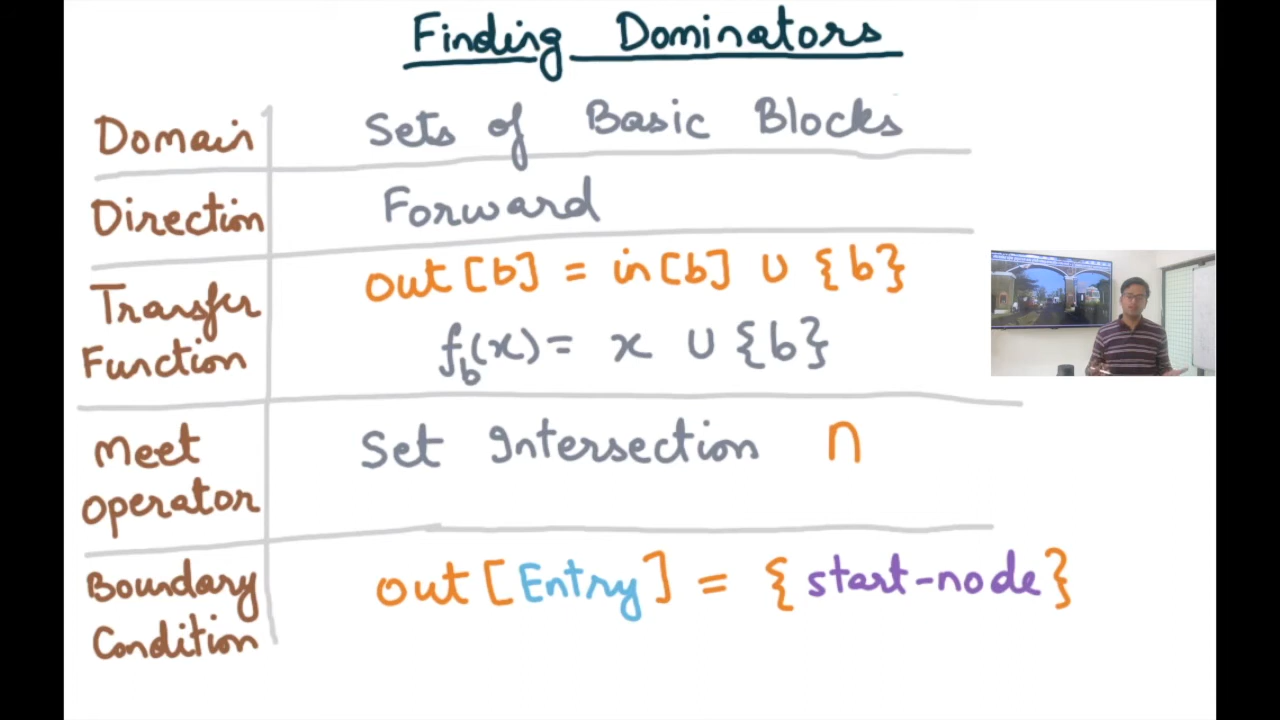 Finding Dominators
Domain Sets of Basic Blocks
Direction Forward
Transfer Function out[b] = in[b] ∪ {b}
f_b(x) = x ∪ {b}
Meet Operator Set Intersection ∩
Boundary Condition out[Entry] = {start-node}